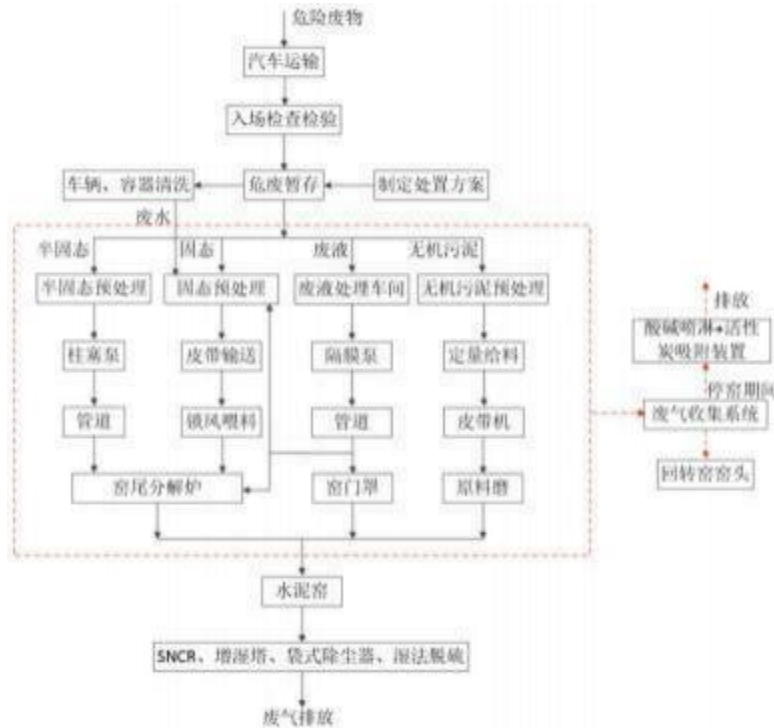 危险废物
汽车运输
入场检查检验
车辆、容器清洗
危废暂存
制定处置方案
废水
半固态
固态
废液
无机污泥
半固态预处理
固态预处理
废液处理车间
无机污泥预处理
排放
酸碱喷淋+活性
炭吸附装置
柱塞泵
皮带输送
隔膜泵
定量给料
停窑期间
管道
锁风喂料
管道
皮带机
废气收集系统
窑尾分解炉
窑门罩
原料磨
回转窑窑头
水泥窑
SNCR、增湿塔、袋式除尘器、湿法脱硫
废气排放